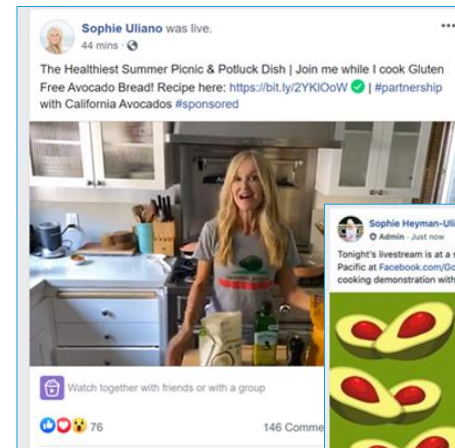 Sophie Uliano was live.
44 mins ·
The Healthiest Summer Picnic & Potluck Dish | Join me while I cook Gluten
Free Avocado Bread! Recipe here: https://bit.ly/2YKlOoW ✅ | #partnership
with California Avocados #sponsored
Sophie Heyman-Uli
Admin · Just now
Tonight's livestream is at a s
Pacific at Facebook.com/Go
cooking demonstration with
Watch together with friends or with a group
76
146 Comme